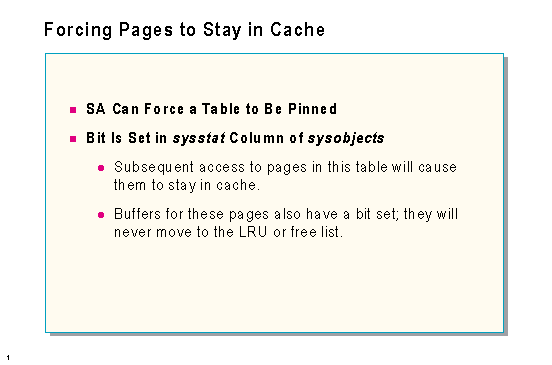 Forcing Pages to Stay in Cache
SA Can Force a Table to Be Pinned
Bit Is Set in sysstat Column of sysobjects
Subsequent access to pages in this table will cause
them to stay in cache.
Buffers for these pages also have a bit set; they will
never move to the LRU or free list.
1